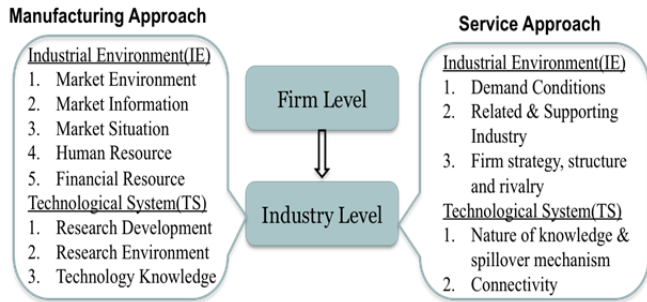 Manufacturing Approach
Industrial Environment(IE)
1. Market Environment
2. Market Information
3. Market Situation
4. Human Resource
5. Financial Resource
Technological System(TS)
1. Research Development
2. Research Environment
3. Technology Knowledge
Firm Level
Industry Level
Service Approach
Industrial Environment(IE)
1. Demand Conditions
2. Related & Supporting
Industry
3. Firm strategy, structure
and rivalry
Technological System(TS)
1. Nature of knowledge &
spillover mechanism
2. Connectivity